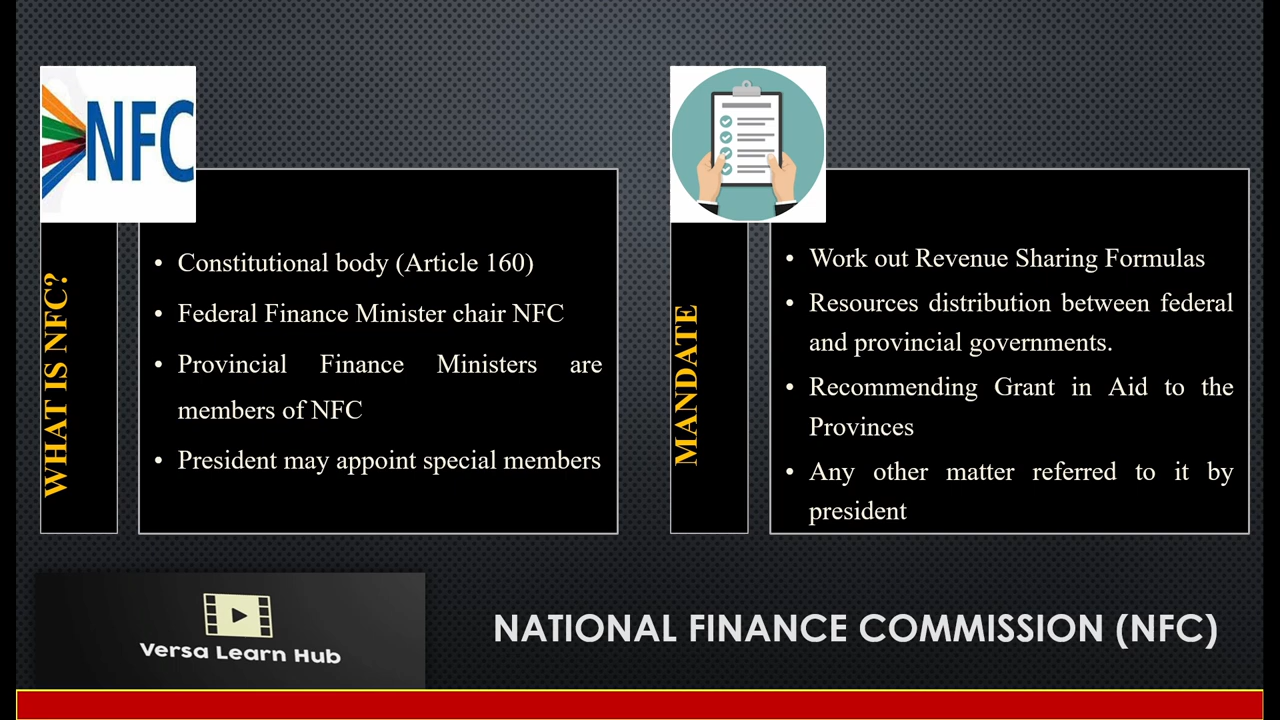 NFC
WHAT IS NFC?
• Constitutional body (Article 160)
• Federal Finance Minister chair NFC
• Provincial Finance Ministers are
members of NFC
• President may appoint special members
MANDATE
• Work out Revenue Sharing Formulas
• Resources distribution between federal
and provincial governments.
• Recommending Grant in Aid to the
Provinces
• Any other matter referred to it by
president
Versa Learn Hub
NATIONAL FINANCE COMMISSION (NFC)